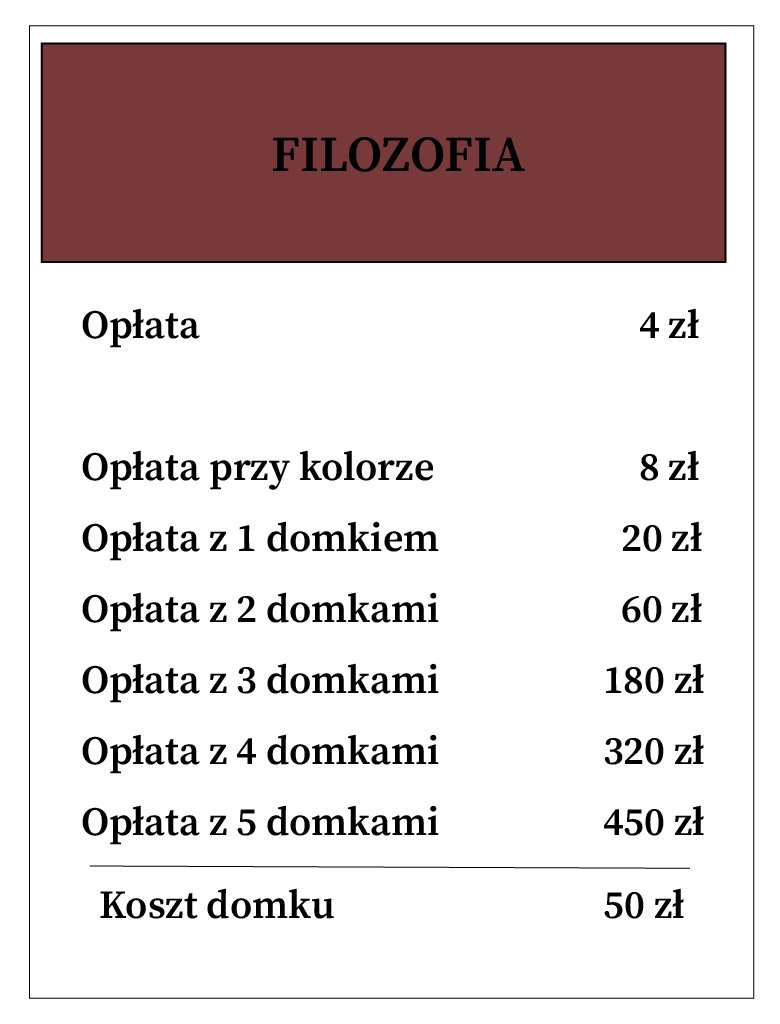 FILOZOFIA
Opłata 4 zł
Opłata przy kolorze 8 zł
Opłata z 1 domkiem 20 zł
Opłata z 2 domkami 60 zł
Opłata z 3 domkami 180 zł
Opłata z 4 domkami 320 zł
Opłata z 5 domkami 450 zł
Koszt domku 50 zł